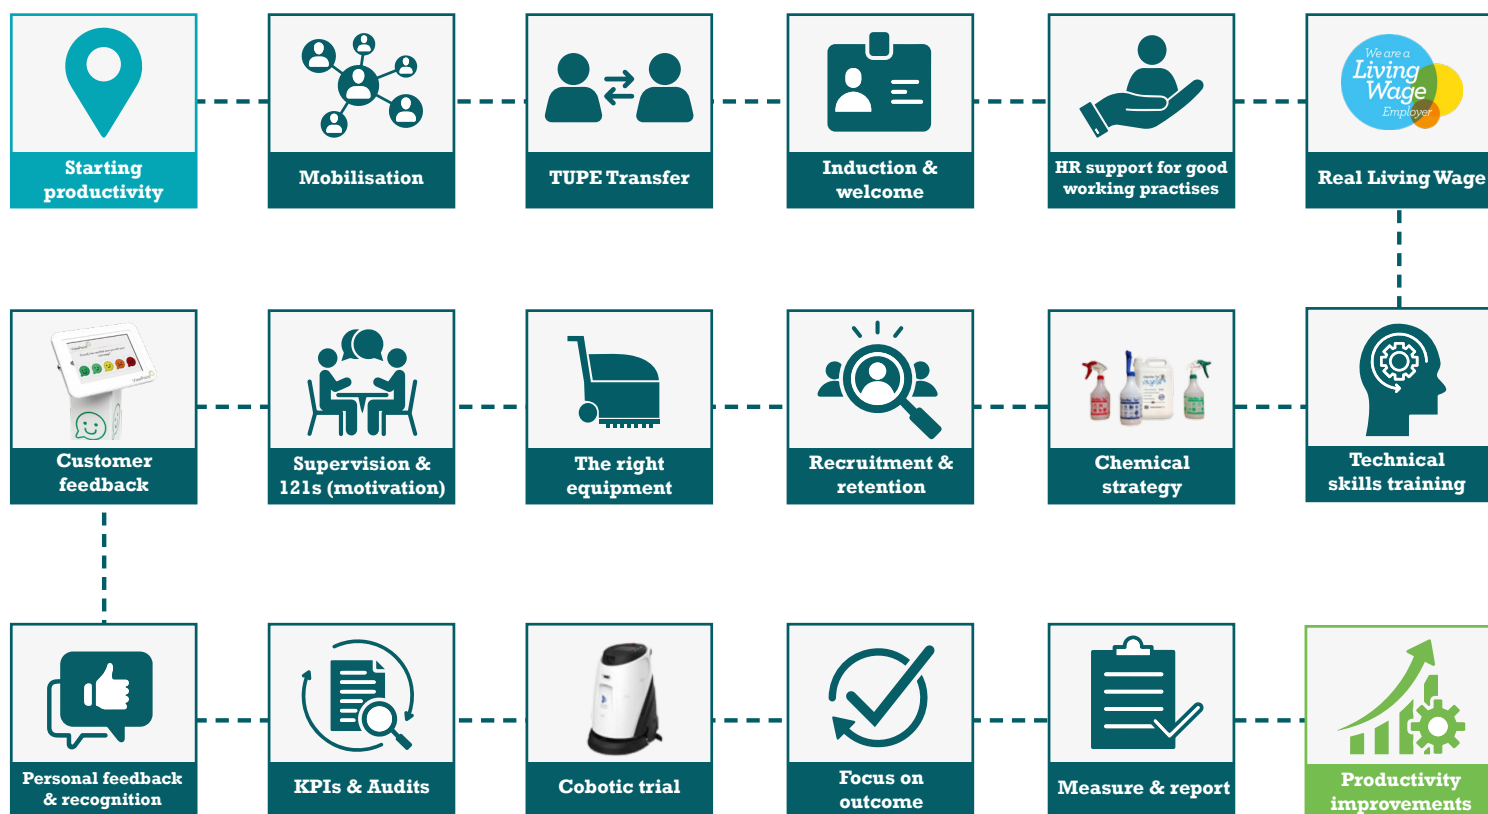 Starting
productivity
Mobilisation
TUPE Transfer
Induction &
welcome
HR support for good
working practises
We are a
Living
Wage
Employer
Real Living Wage
Customer
feedback
Supervision &
121s (motivation)
The right
equipment
Recruitment &
retention
Chemical
strategy
Technical
skills training
Personal feedback
& recognition
KPIs & Audits
Cobotic trial
Focus on
outcome
Measure & report
Productivity
improvements